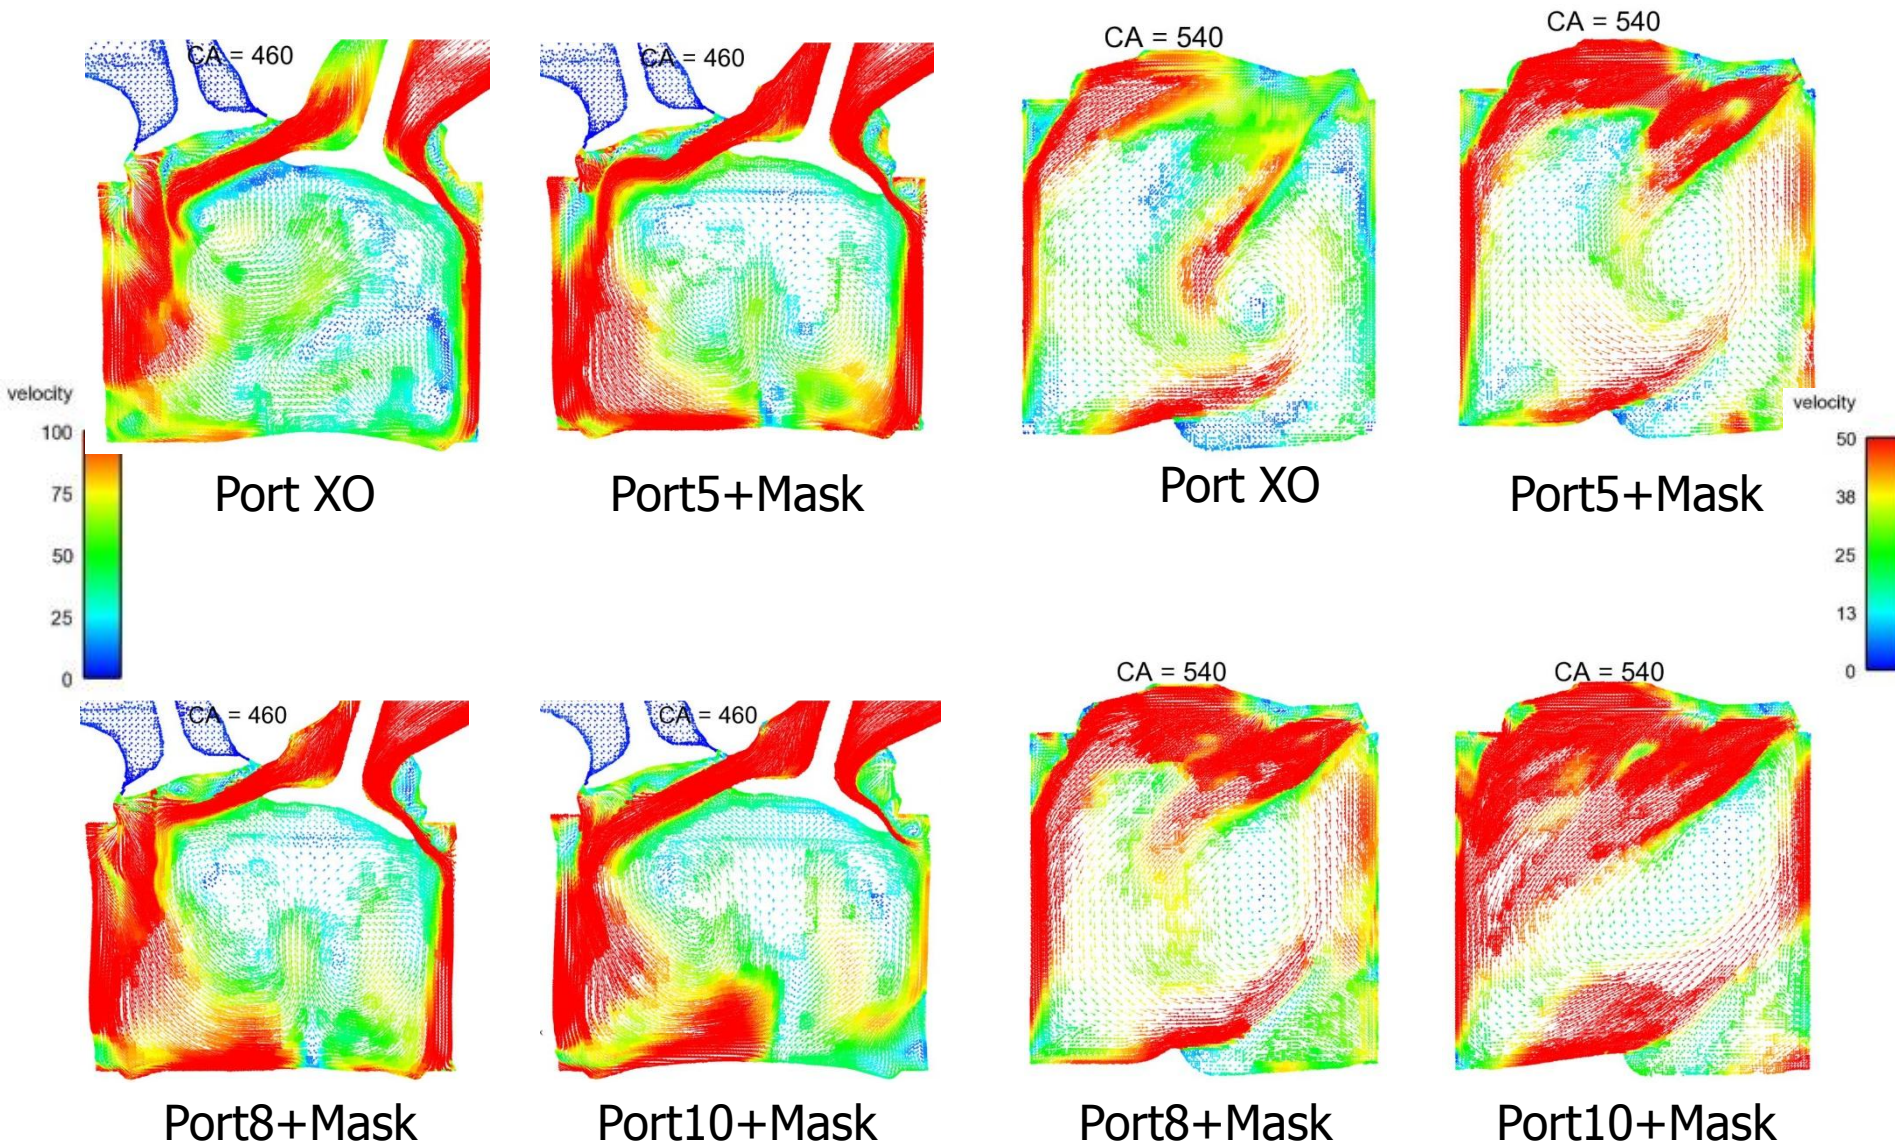 CA = 460
CA = 460
CA = 540
CA = 540
velocity
100
75
50
25
0
velocity
50
38
25
13
0
Port XO
Port5+Mask
Port XO
Port5+Mask
CA = 460
CA = 460
CA = 540
CA = 540
Port8+Mask
Port10+Mask
Port8+Mask
Port10+Mask